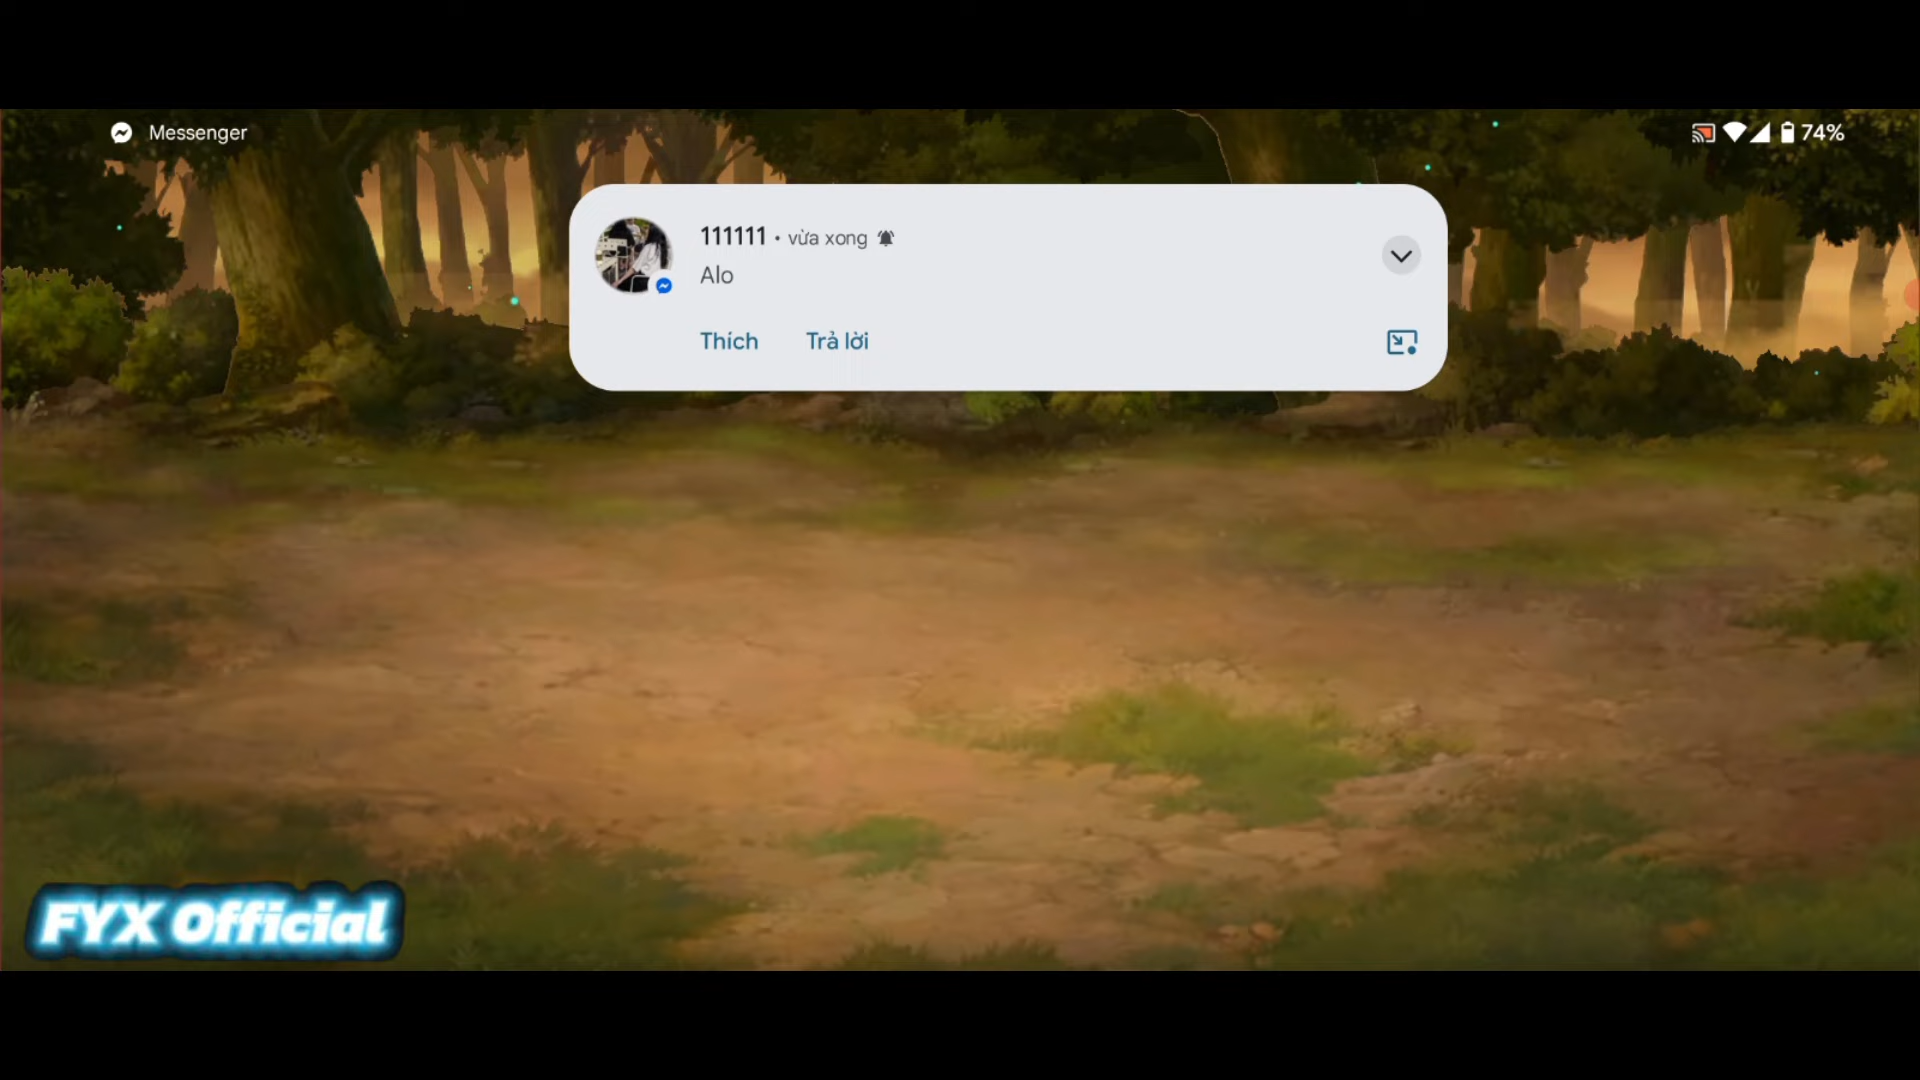 Messenger
74%
111111 • vừa xong
Alo
Thích Trả lời
FYX Official